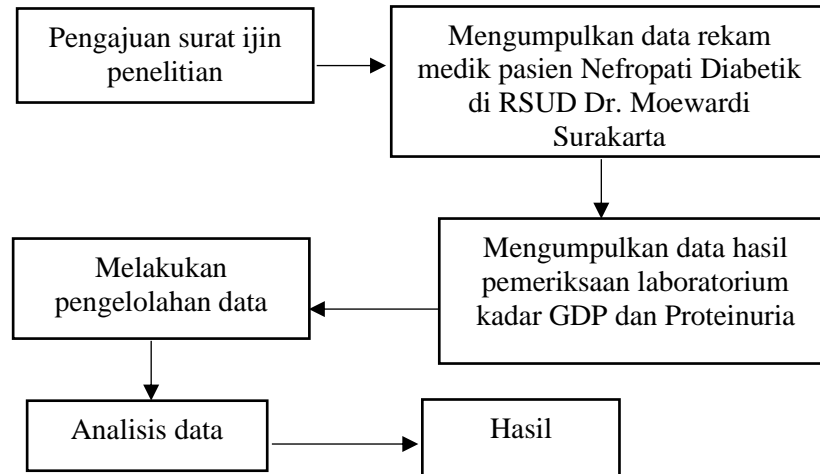 Pengajuan surat ijin
penelitian
Mengumpulkan data rekam
medik pasien Nefropati Diabetik
di RSUD Dr. Moewardi
Surakarta
Mengumpulkan data hasil
pemeriksaan laboratorium
kadar GDP dan Proteinuria
Melakukan
pengelolahan data
Analisis data
Hasil